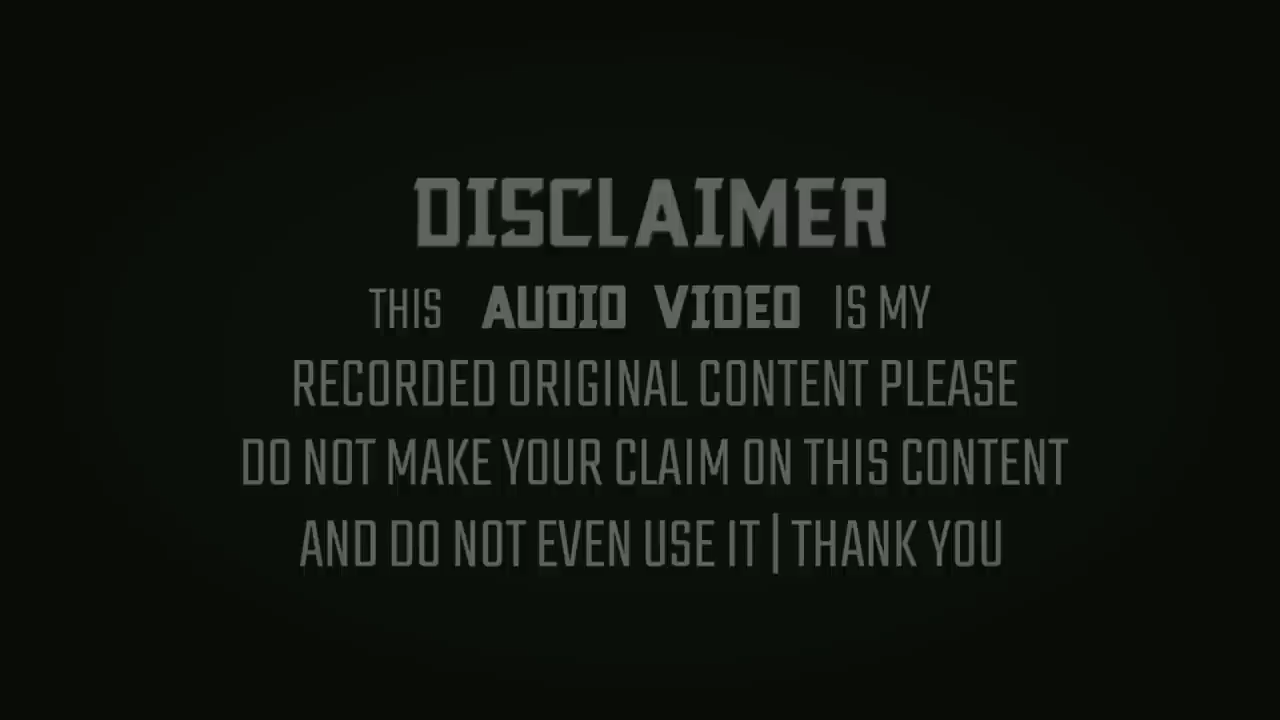 DISCLAIMER
THIS AUDIO VIDEO IS MY
RECORDED ORIGINAL CONTENT PLEASE
DO NOT MAKE YOUR CLAIM ON THIS CONTENT
AND DO NOT EVEN USE IT | THANK YOU